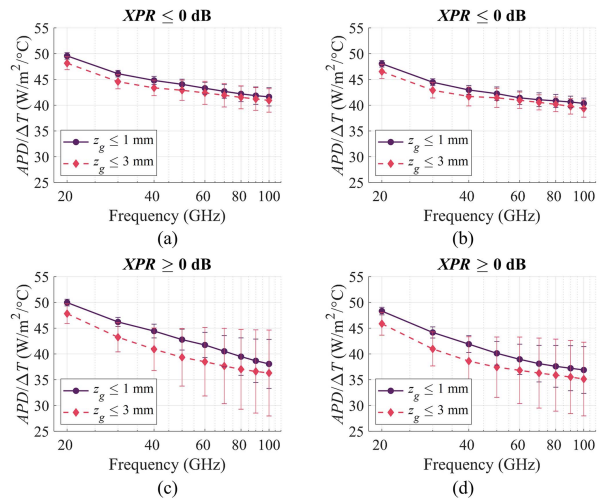 XPR ≤ 0 dB
APD/ΔT (W/m²/°C)
55
50
45
40
35
30
25
z_g ≤ 1 mm
z_g ≤ 3 mm
20 40 60 80 100
Frequency (GHz)
(a)
XPR ≤ 0 dB
APD/ΔT (W/m²/°C)
55
50
45
40
35
30
25
z_g ≤ 1 mm
z_g ≤ 3 mm
20 40 60 80 100
Frequency (GHz)
(b)
XPR ≥ 0 dB
APD/ΔT (W/m²/°C)
55
50
45
40
35
30
25
z_g ≤ 1 mm
z_g ≤ 3 mm
20 40 60 80 100
Frequency (GHz)
(c)
XPR ≥ 0 dB
APD/ΔT (W/m²/°C)
55
50
45
40
35
30
25
z_g ≤ 1 mm
z_g ≤ 3 mm
20 40 60 80 100
Frequency (GHz)
(d)